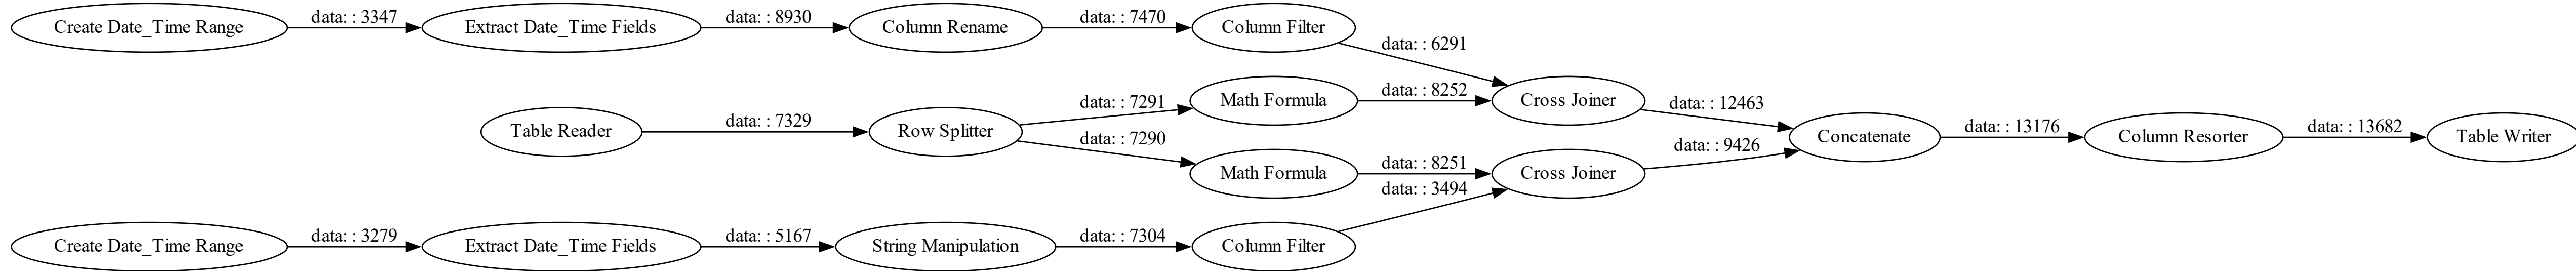 Create Date_Time Range
data: : 3347
Extract Date_Time Fields
data: : 8930
Column Rename
data: : 7470
Column Filter
data: : 6291
Table Reader
data: : 7329
Row Splitter
data: : 7291
Math Formula
data: : 8252
Cross Joiner
data: : 12463
data: : 7290
Math Formula
data: : 8251
Cross Joiner
data: : 9426
Concatenate
data: : 13176
Column Resorter
data: : 13682
Table Writer
Create Date_Time Range
data: : 3279
Extract Date_Time Fields
data: : 5167
String Manipulation
data: : 7304
Column Filter
data: : 3494